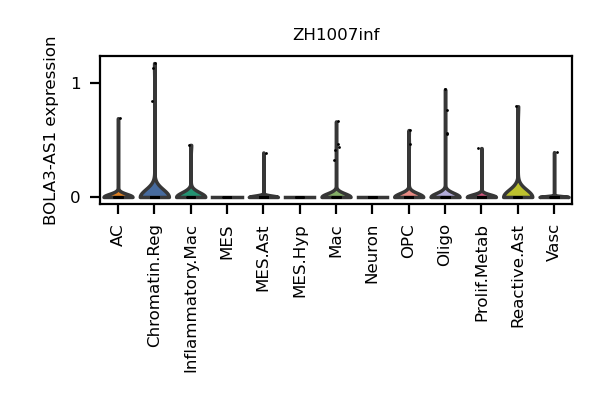 ZH1007inf
BOLA3-AS1 expression
1
0
AC
Chromatin.Reg
Inflammatory.Mac
MES
MES.Ast
MES.Hyp
Mac
Neuron
OPC
Oligo
Prolif.Metab
Reactive.Ast
Vasc